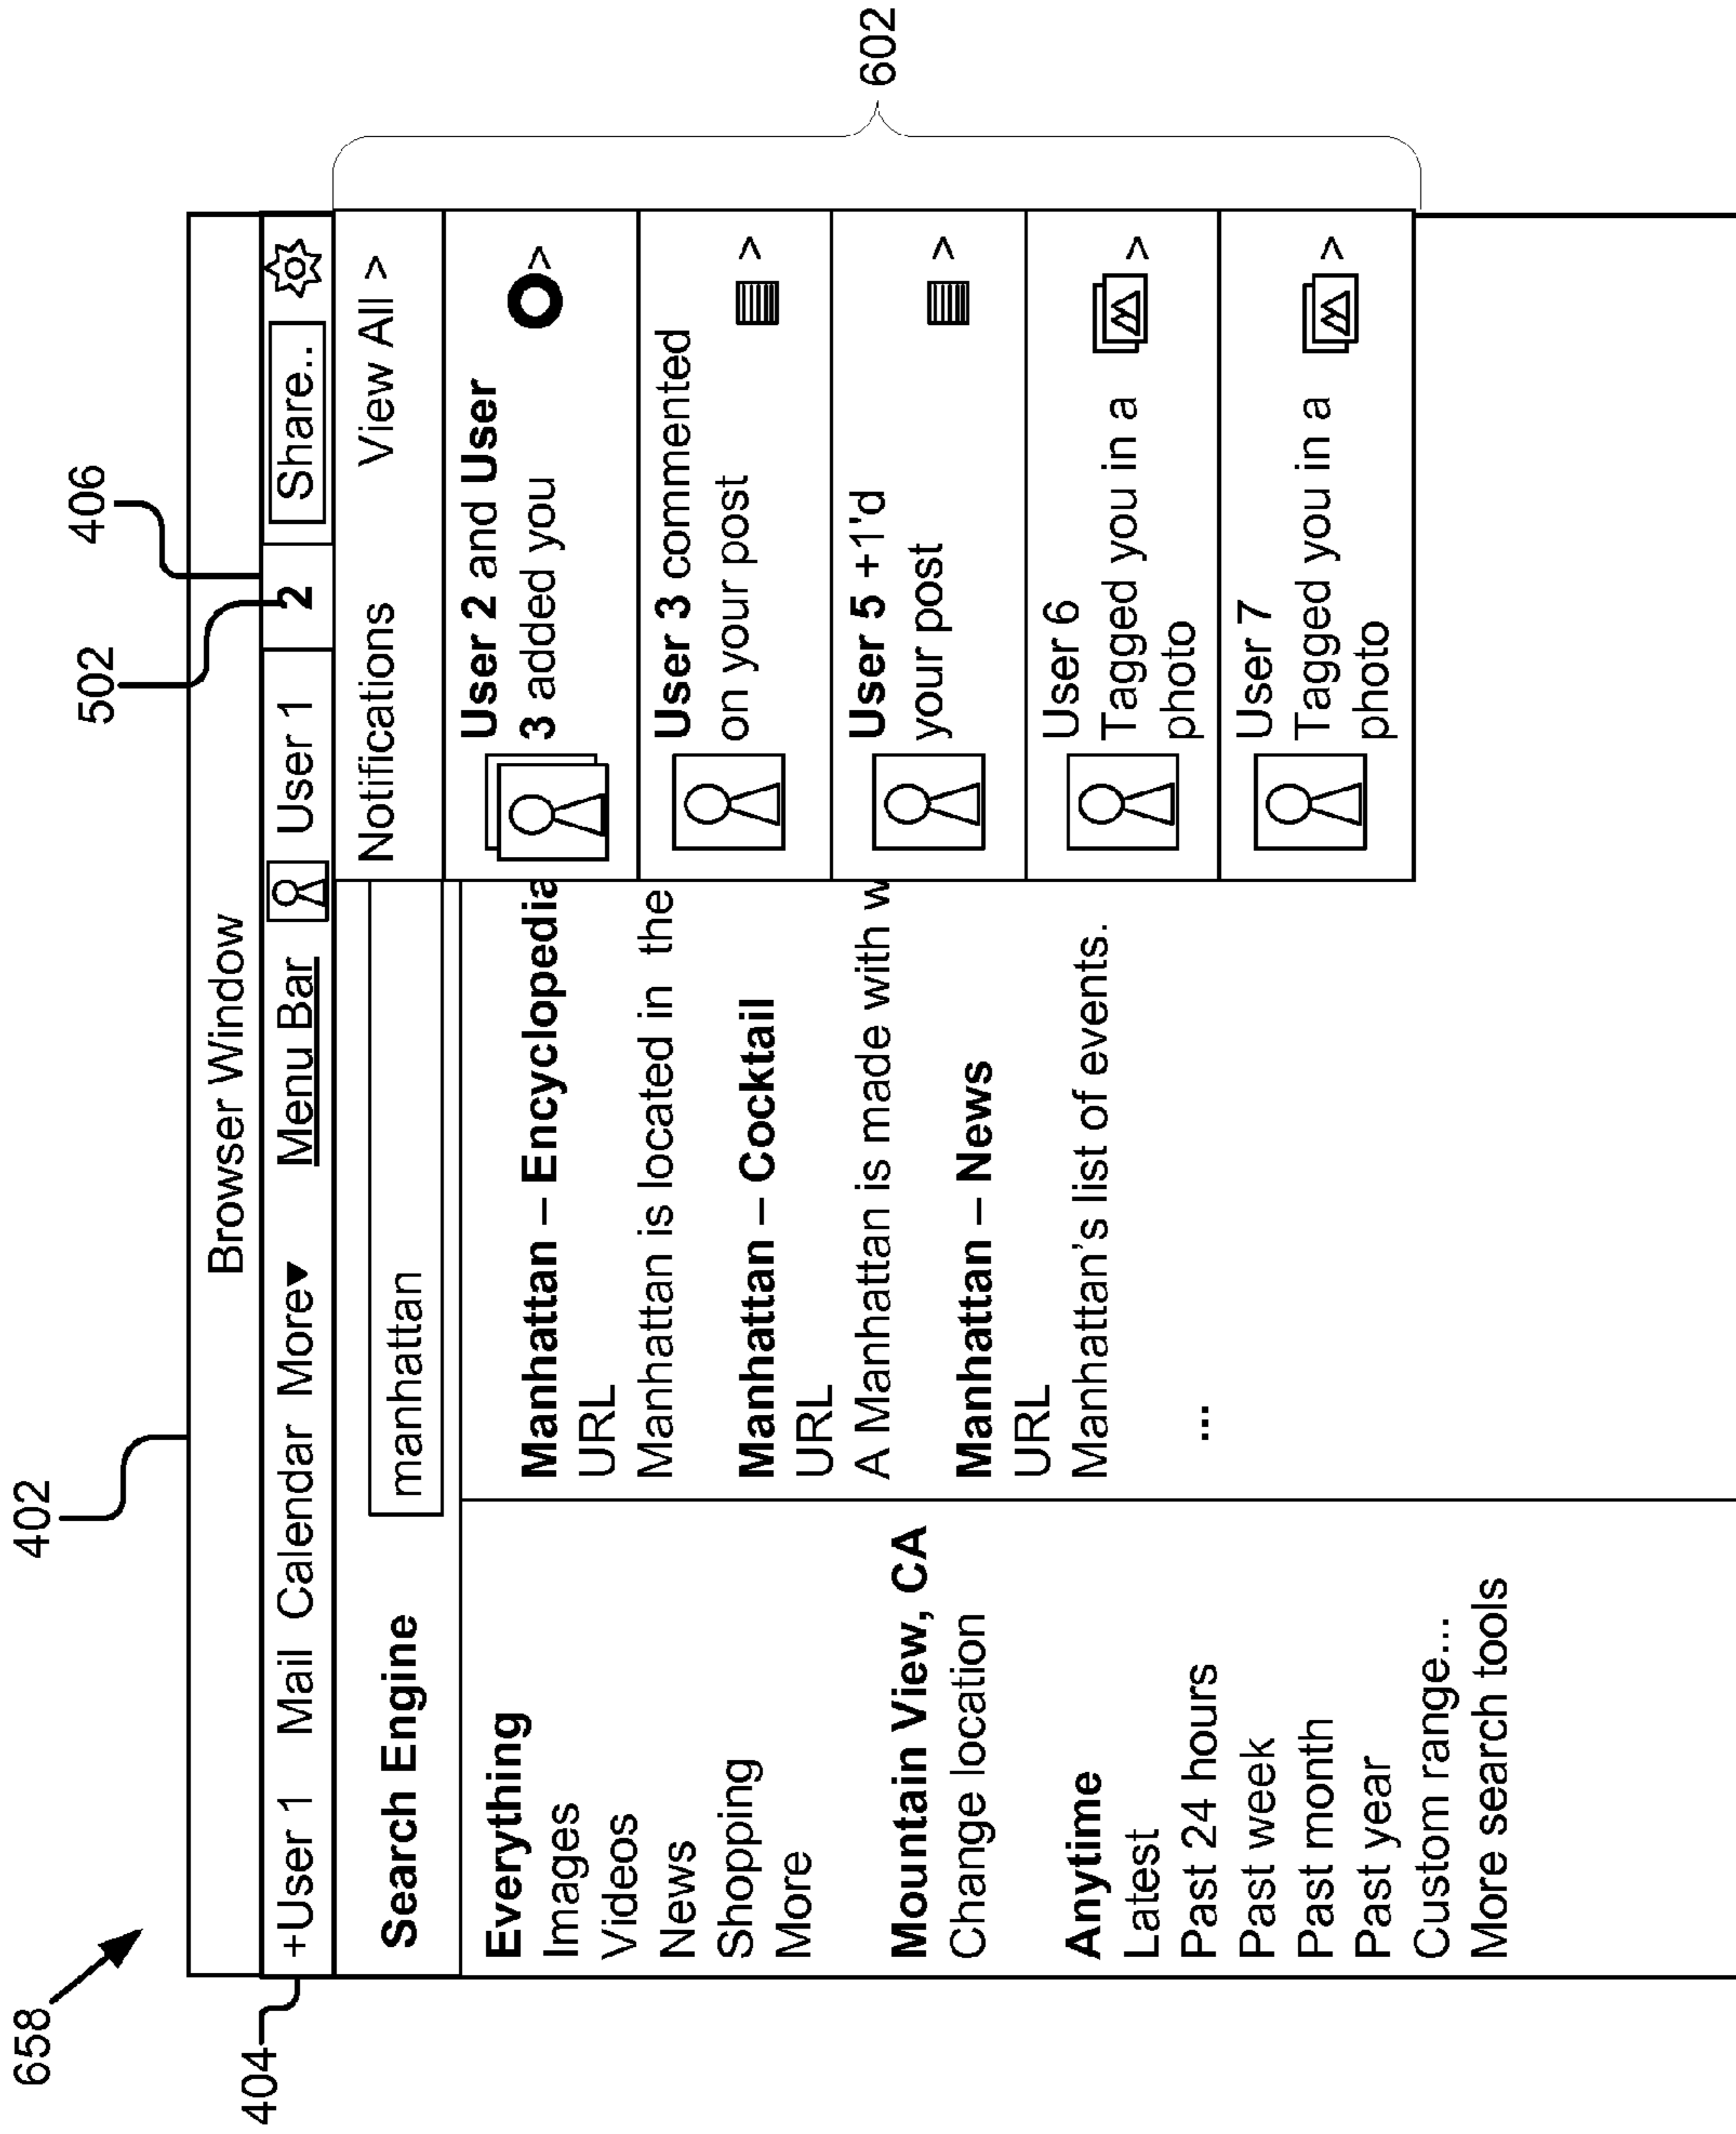 658
402
502
406
404
602
Browser Window
+User 1 Mail Calendar More▾ Menu Bar User 1 2 Share..
Search Engine
manhattan
Everything
Images
Videos
News
Shopping
More
Mountain View, CA
Change location
Anytime
Latest
Past 24 hours
Past week
Past month
Past year
Custom range...
More search tools
Manhattan – Encyclopedia
URL
Manhattan is located in the
Manhattan – Cocktail
URL
A Manhattan is made with w
Manhattan – News
URL
Manhattan's list of events.
...
Notifications View All >
User 2 and User
3 added you >
User 3 commented
on your post >
User 5 +1'd
your post >
User 6
Tagged you in a >
photo
User 7
Tagged you in a >
photo